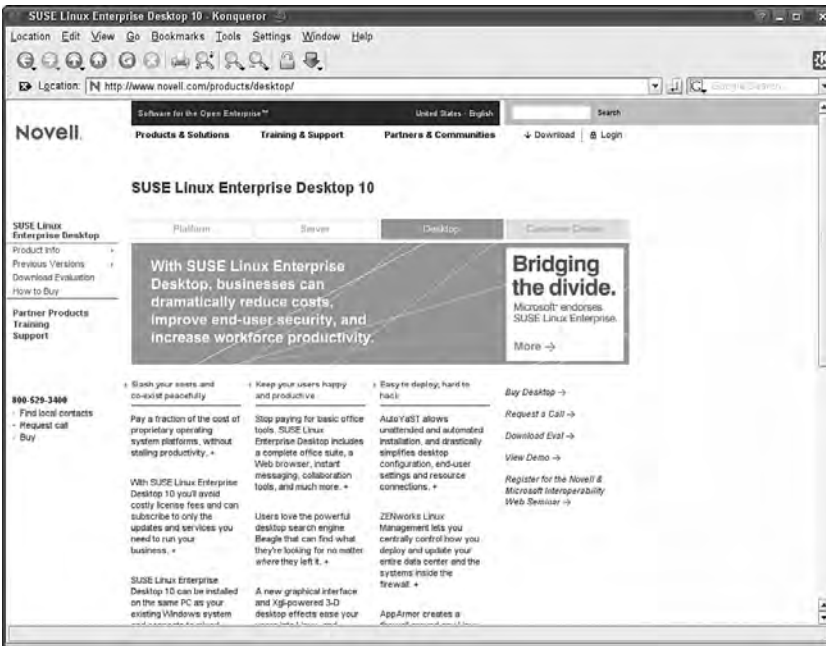 SUSE Linux Enterprise Desktop 10 - Konqueror
Location Edit View Go Bookmarks Tools Settings Window Help
Location: http://www.novell.com/products/desktop/
Google Search
Software for the Open Enterprise™ United States - English
Search
Novell.
Products & Solutions Training & Support Partners & Communities
Download Login
SUSE Linux Enterprise Desktop 10
Platform Server Desktop Customer Center
SUSE Linux
Enterprise Desktop
Product Info
Previous Versions
Download Evaluation
How to Buy
Partner Products
Training
Support
800-529-3400
Find local contacts
Request call
Buy
With SUSE Linux Enterprise
Desktop, businesses can
dramatically reduce costs,
improve end-user security, and
increase workforce productivity.
Bridging
the divide.
Microsoft endorses
SUSE Linux Enterprise.
More →
Slash your costs and
co-exist peacefully
Pay a fraction of the cost of
proprietary operating
system platforms, without
stalling productivity. +
With SUSE Linux Enterprise
Desktop 10 you'll avoid
costly license fees and can
subscribe to only the
updates and services you
need to run your
business. +
SUSE Linux Enterprise
Desktop 10 can be installed
on the same PC as your
existing Windows system
Keep your users happy
and productive
Stop paying for basic office
tools. SUSE Linux
Enterprise Desktop includes
a complete office suite, a
Web browser, instant
messaging, collaboration
tools, and much more. +
Users love the powerful
desktop search engine
Beagle that can find what
they're looking for no matter
where they left it. +
A new graphical interface
and Xgl-powered 3-D
desktop effects ease your
Easy to deploy, hard to
hack
AutoYaST allows
unattended and automated
installation, and drastically
simplifies desktop
configuration, end-user
settings and resource
connections. +
ZENworks Linux
Management lets you
centrally control how you
deploy and update your
entire data center and the
systems inside the
firewall. +
AppArmor creates a
Buy Desktop →
Request a Call →
Download Eval →
View Demo →
Register for the Novell &
Microsoft Interoperability
Web Seminar →